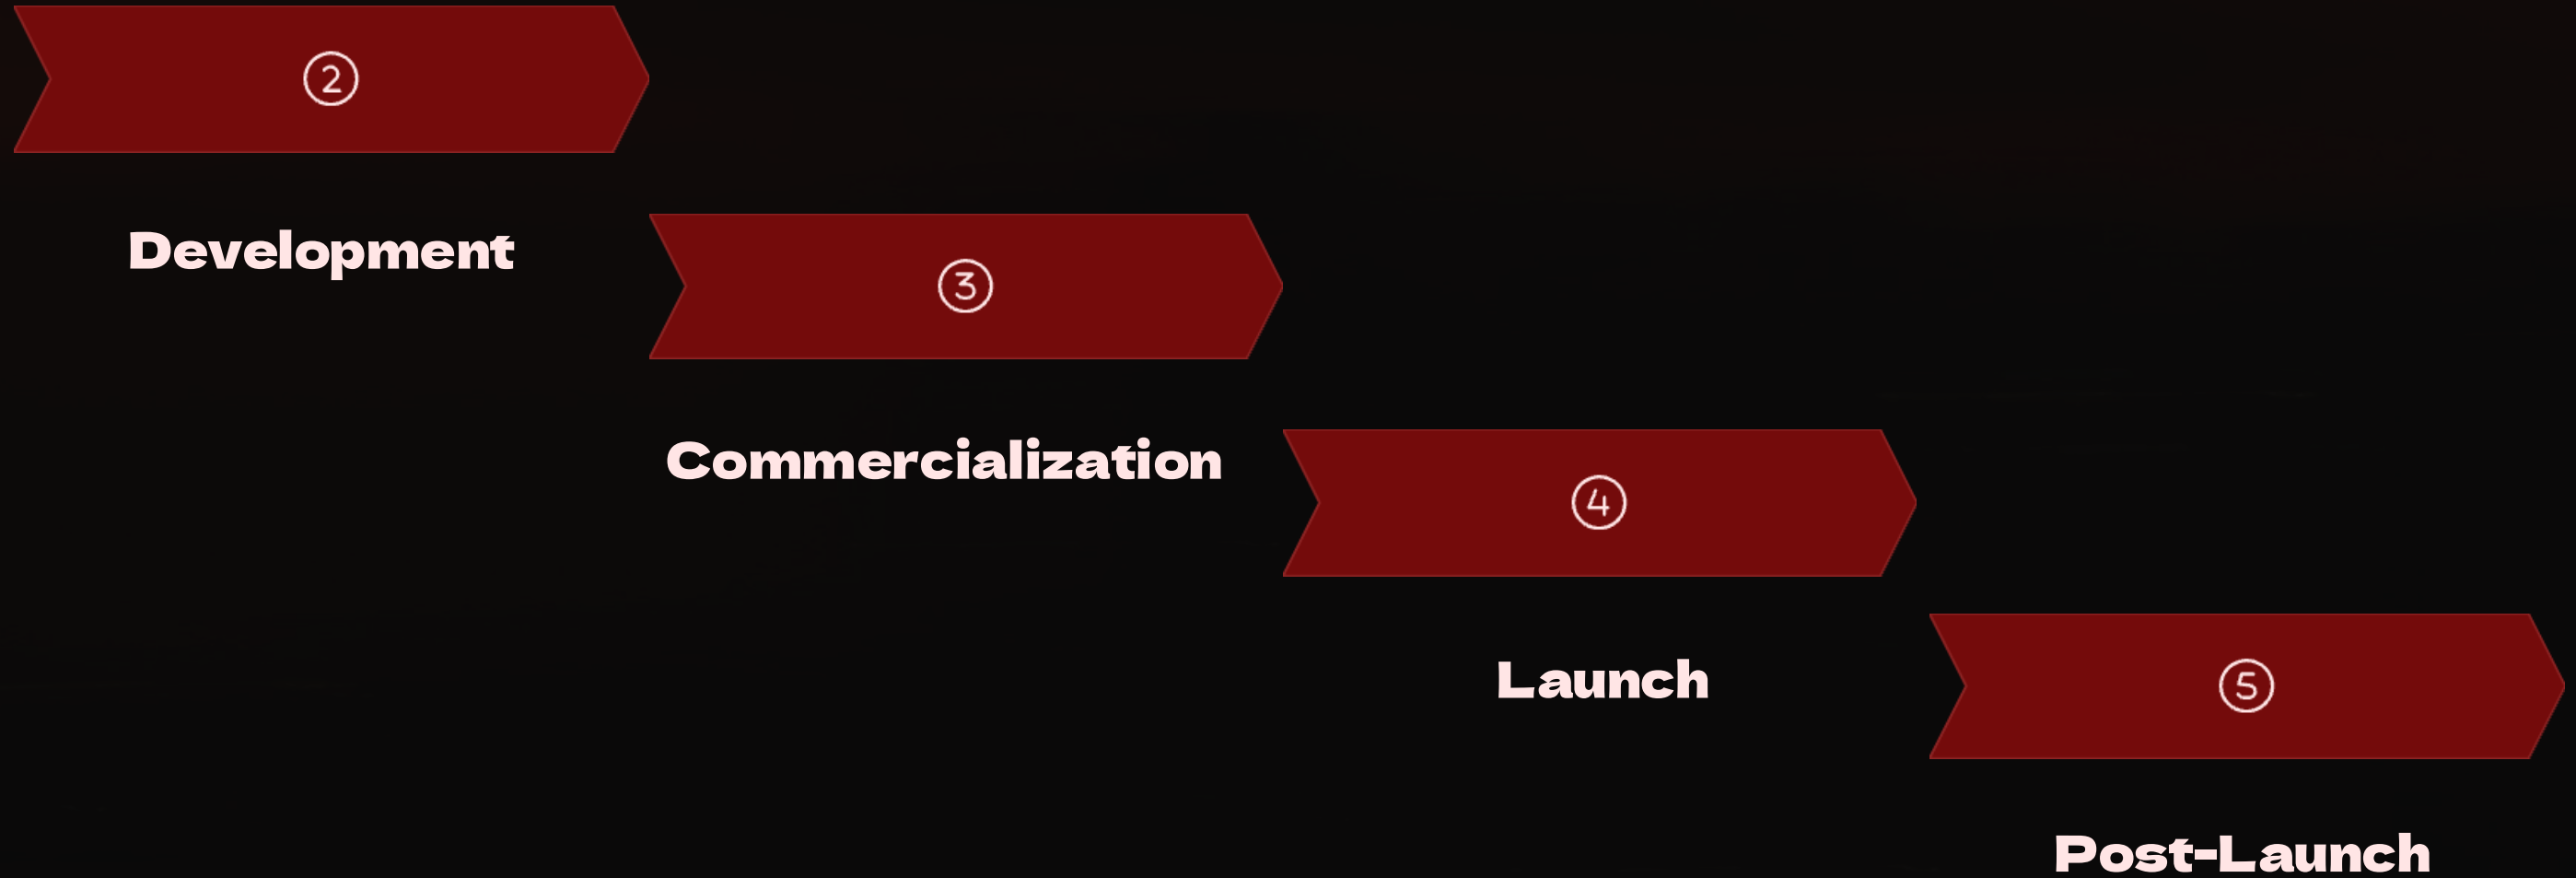 ②
Development
③
Commercialization
④
Launch
⑤
Post-Launch